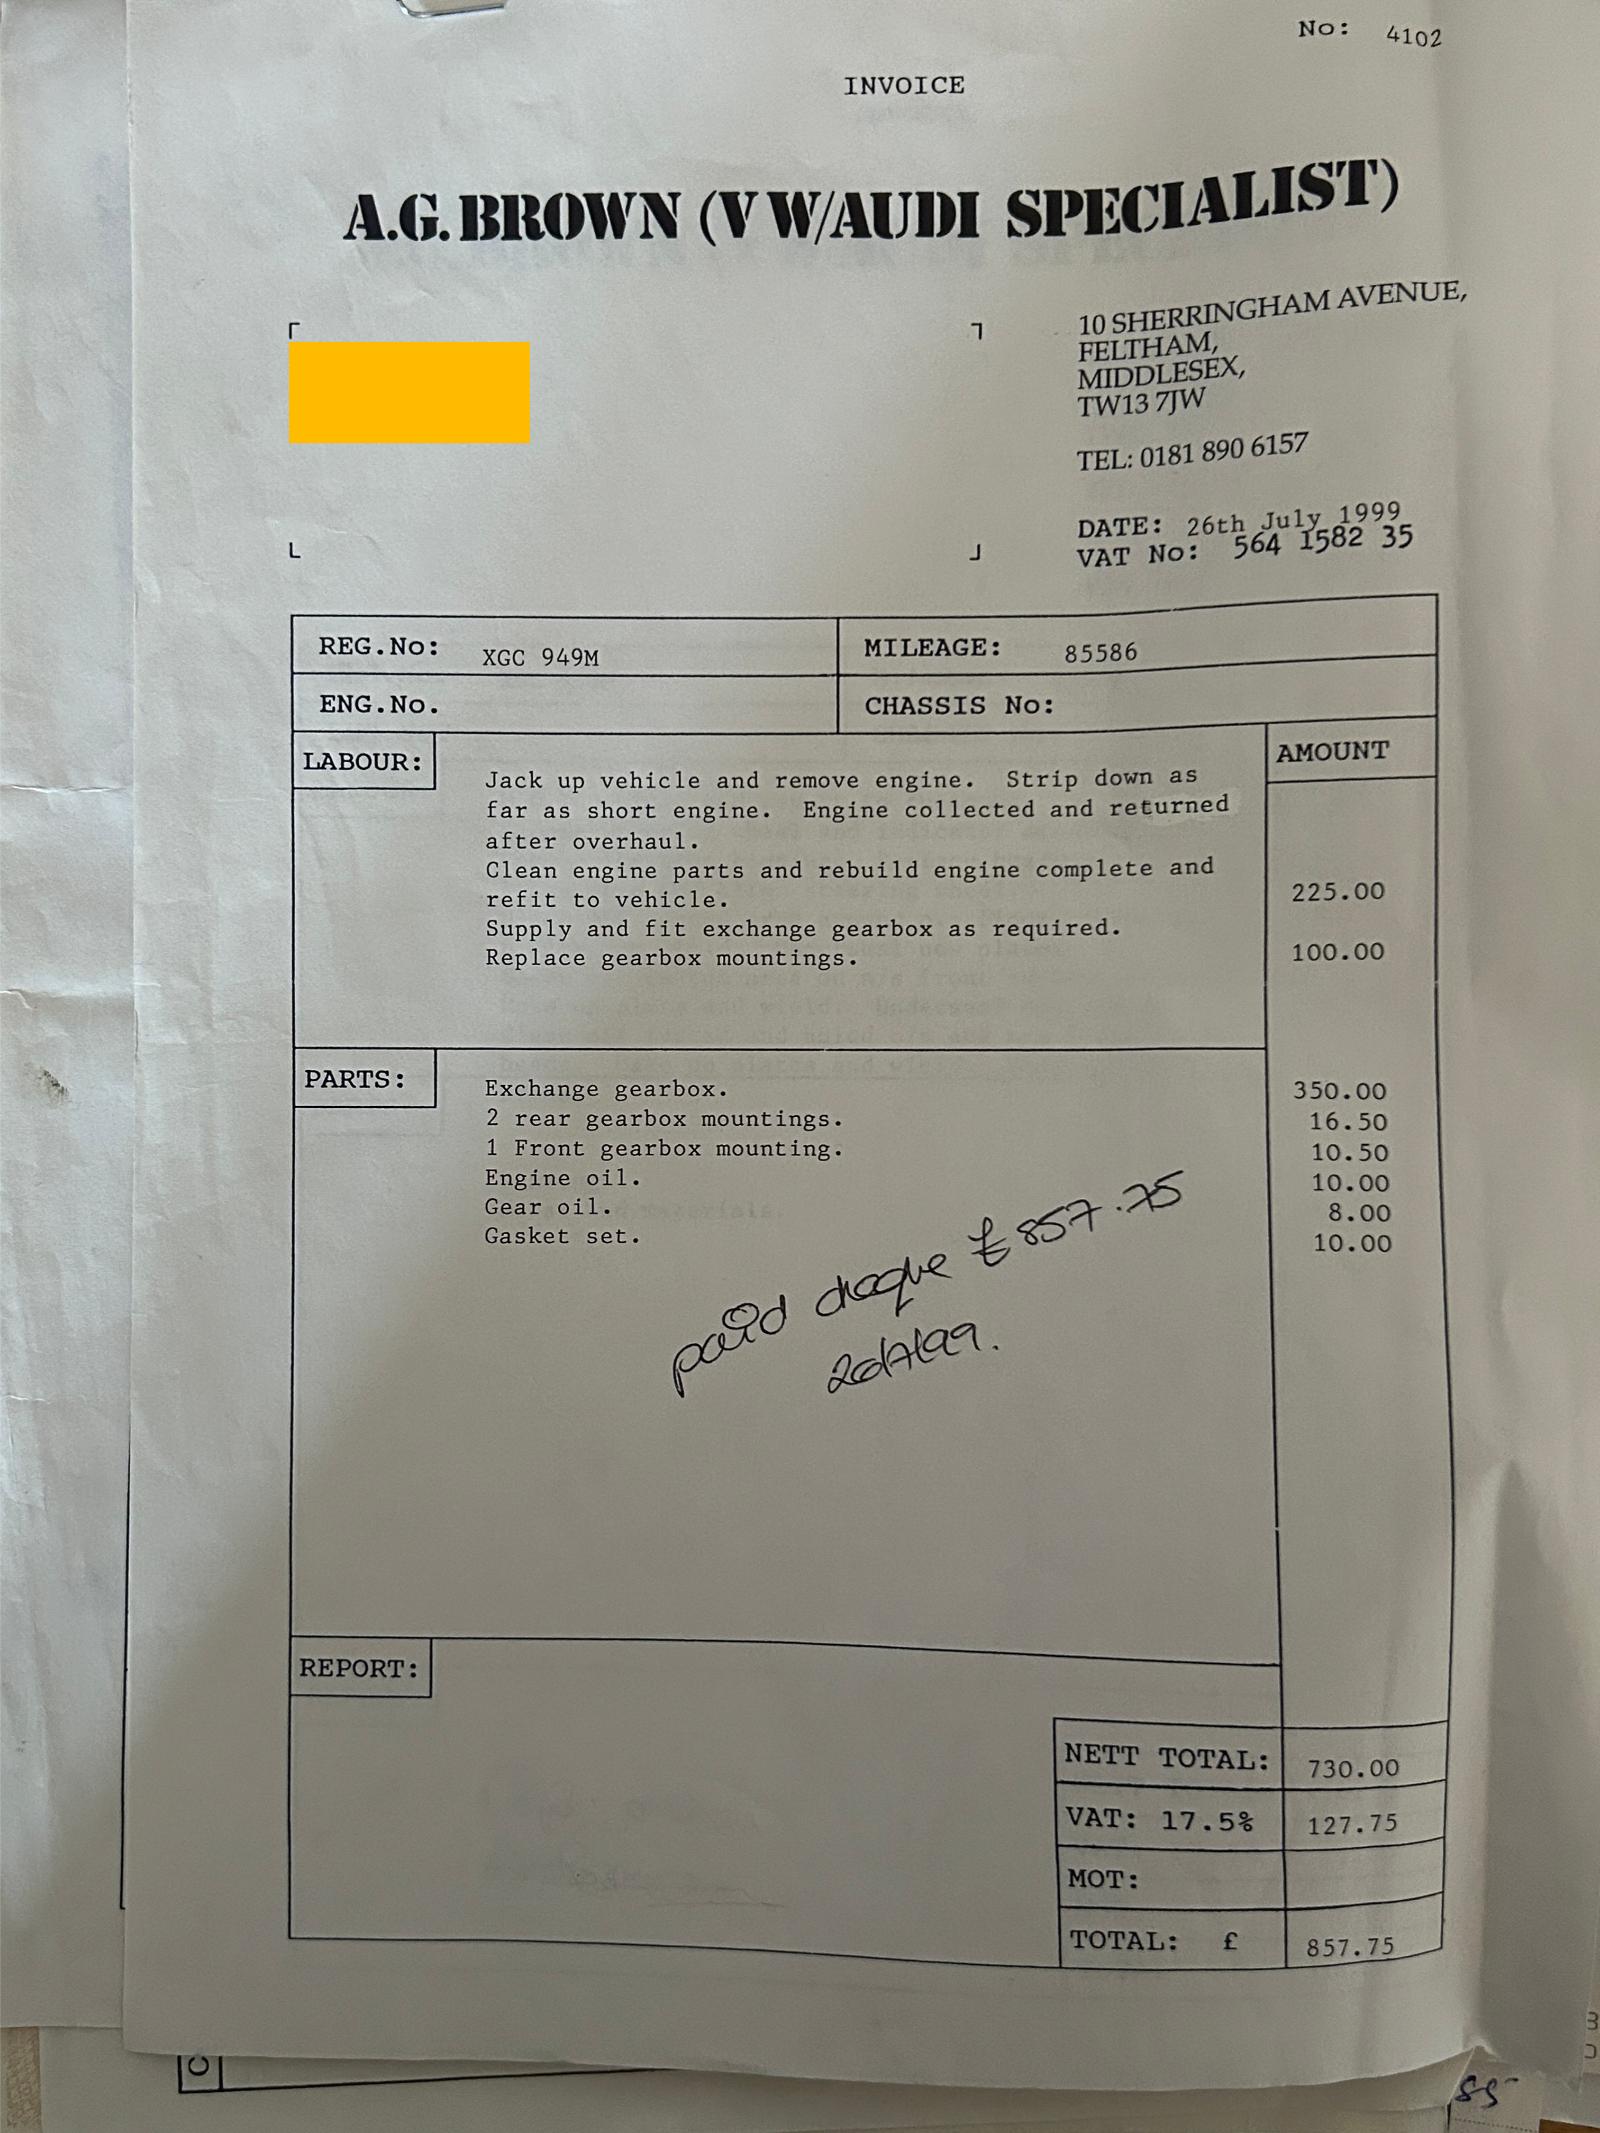 No: 4102
INVOICE
A.G. BROWN (VW/AUDI SPECIALIST)
10 SHERRINGHAM AVENUE,
FELTHAM,
MIDDLESEX,
TW13 7JW
TEL: 0181 890 6157
DATE: 26th July 1999
VAT No: 564 1582 35
REG.No: XGC 949M MILEAGE: 85586
ENG.No. CHASSIS No:
LABOUR: AMOUNT
Jack up vehicle and remove engine. Strip down as
far as short engine. Engine collected and returned
after overhaul.
Clean engine parts and rebuild engine complete and
refit to vehicle. 225.00
Supply and fit exchange gearbox as required.
Replace gearbox mountings. 100.00
PARTS:
Exchange gearbox. 350.00
2 rear gearbox mountings. 16.50
1 Front gearbox mounting. 10.50
Engine oil. 10.00
Gear oil. 8.00
Gasket set. 10.00
paid cheque £857.75
26/7/99.
REPORT:
NETT TOTAL: 730.00
VAT: 17.5% 127.75
MOT:
TOTAL: £ 857.75